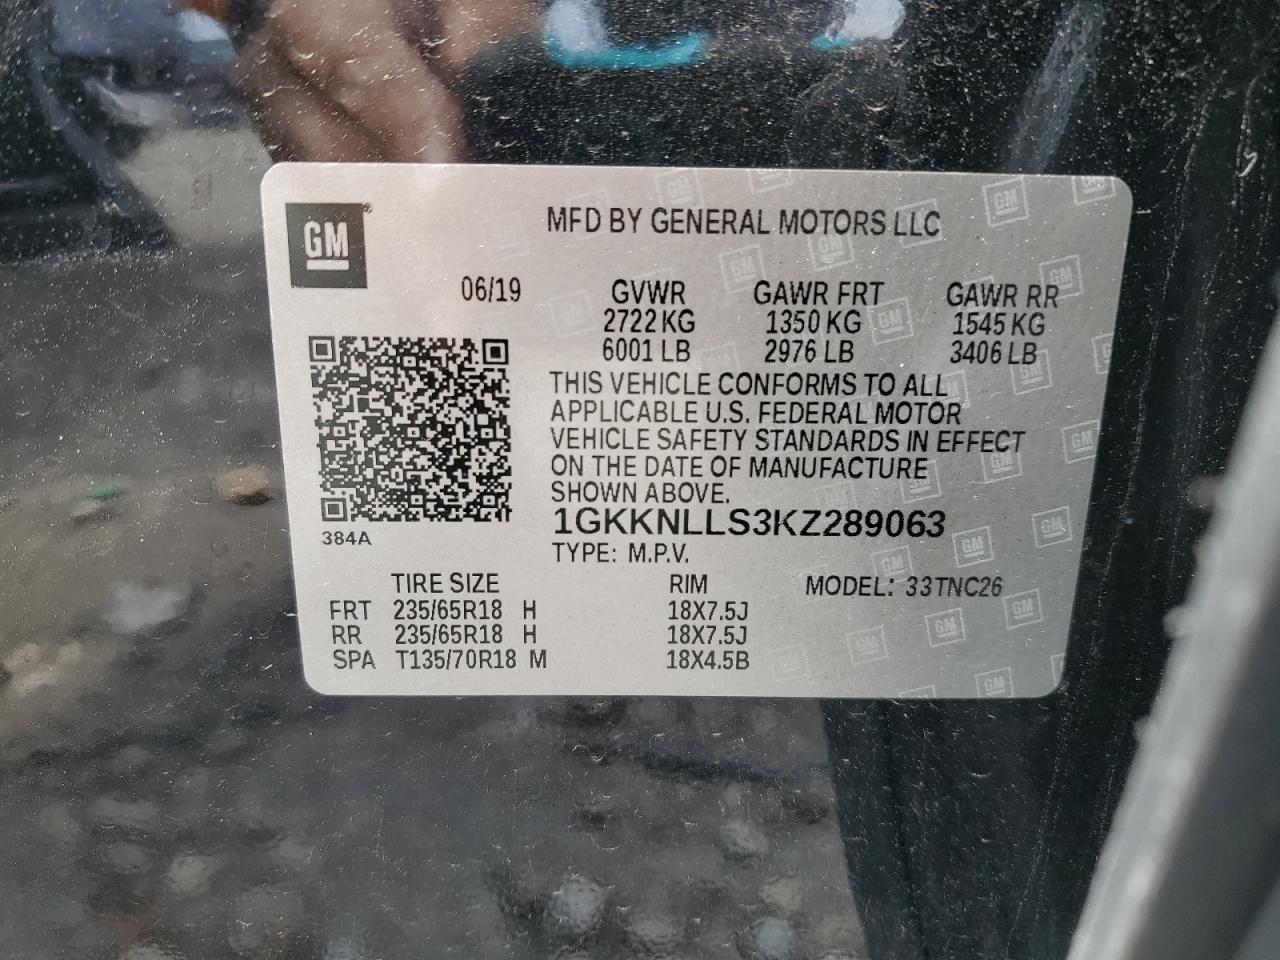 GM
MFD BY GENERAL MOTORS LLC
06/19 GVWR GAWR FRT GAWR RR
2722 KG 1350 KG 1545 KG
6001 LB 2976 LB 3406 LB
THIS VEHICLE CONFORMS TO ALL
APPLICABLE U.S. FEDERAL MOTOR
VEHICLE SAFETY STANDARDS IN EFFECT
ON THE DATE OF MANUFACTURE
SHOWN ABOVE.
1GKKNLLS3KZ289063
384A
TYPE: M.P.V.
TIRE SIZE RIM MODEL: 33TNC26
FRT 235/65R18 H 18X7.5J
RR 235/65R18 H 18X7.5J
SPA T135/70R18 M 18X4.5B